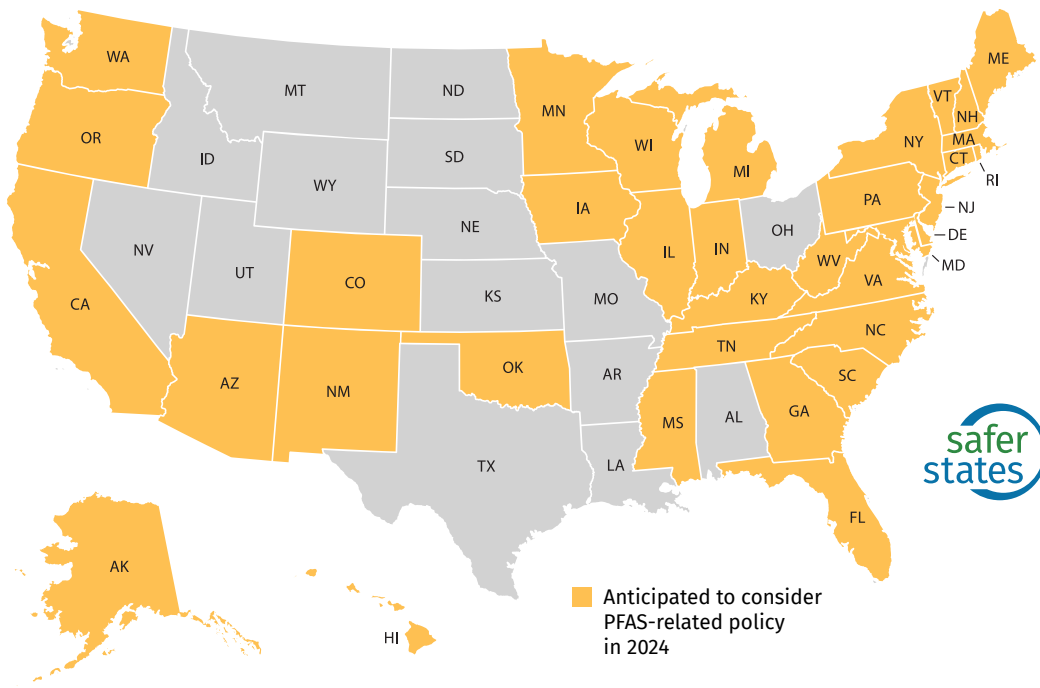 WA
MT
ND
MN
ME
VT
NH
OR
ID
SD
WI
NY
MA
MI
CT
WY
RI
IA
PA
NJ
NE
OH
DE
NV
IL
IN
UT
CO
WV
MD
VA
CA
KS
MO
KY
NC
TN
OK
AZ
NM
AR
SC
MS
AL
GA
TX
LA
safer
states
FL
AK
HI
Anticipated to consider
PFAS-related policy
in 2024